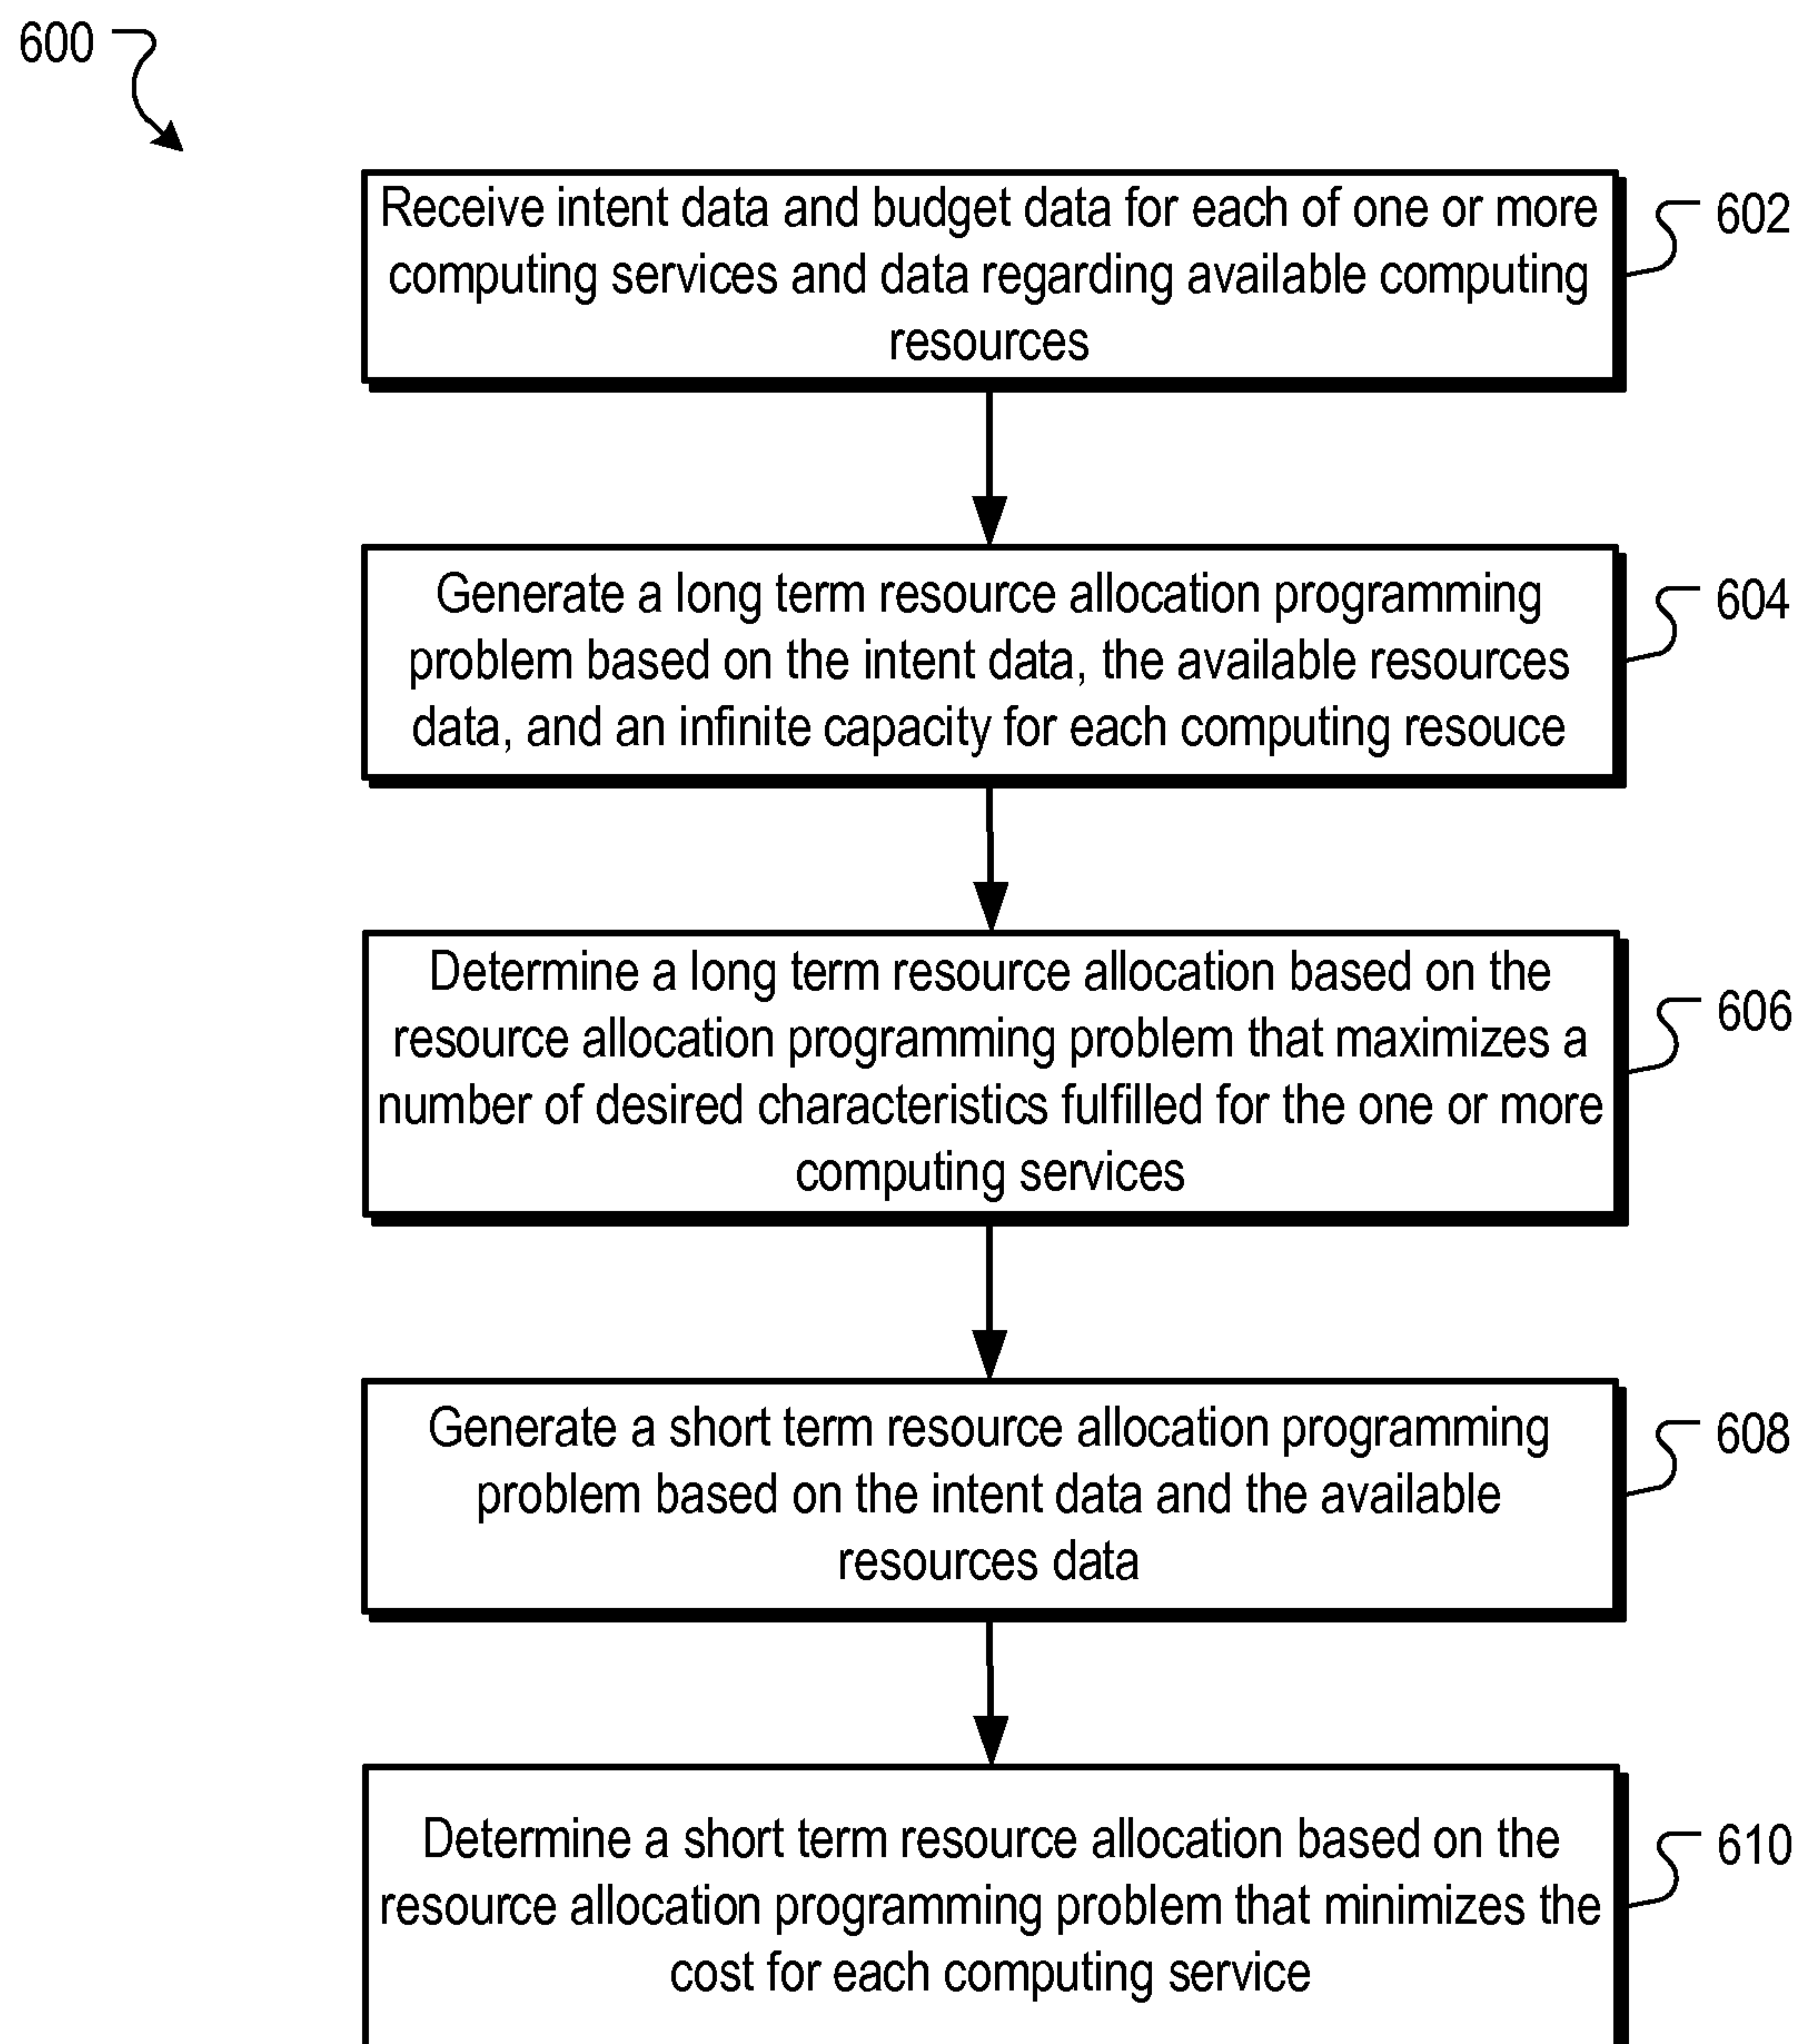 600
Receive intent data and budget data for each of one or more
computing services and data regarding available computing
resources
602
Generate a long term resource allocation programming
problem based on the intent data, the available resources
data, and an infinite capacity for each computing resouce
604
Determine a long term resource allocation based on the
resource allocation programming problem that maximizes a
number of desired characteristics fulfilled for the one or more
computing services
606
Generate a short term resource allocation programming
problem based on the intent data and the available
resources data
608
Determine a short term resource allocation based on the
resource allocation programming problem that minimizes the
cost for each computing service
610